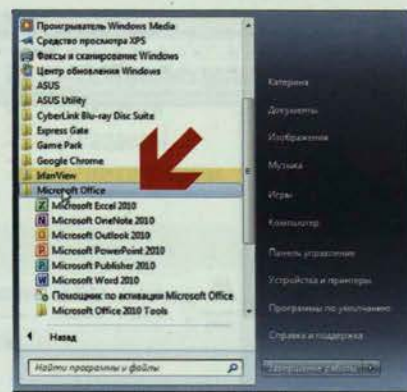 Проигрыватель Windows Media
Средство просмотра XPS
Факсы и сканирование Windows
Центр обновления Windows
ASUS
ASUS Utility
CyberLink Blu-ray Disc Suite
Express Gate
Game Park
Google Chrome
IrfanView
Microsoft Office
Microsoft Excel 2010
Microsoft OneNote 2010
Microsoft Outlook 2010
Microsoft PowerPoint 2010
Microsoft Publisher 2010
Microsoft Word 2010
Помощник по активации Microsoft Office
Microsoft Office 2010 Tools
Назад
Найти программы и файлы
Катерина
Документы
Изображения
Музыка
Игры
Компьютер
Панель управления
Устройства и принтеры
Программы по умолчанию
Справка и поддержка
Завершение работы